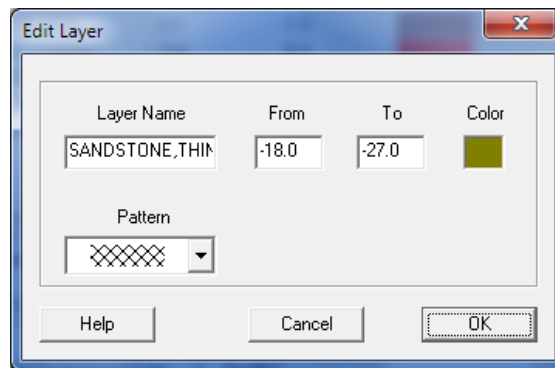 Edit Layer
X
Layer Name From To Color
SANDSTONE,THIN -18.0 -27.0
Pattern
Help Cancel OK